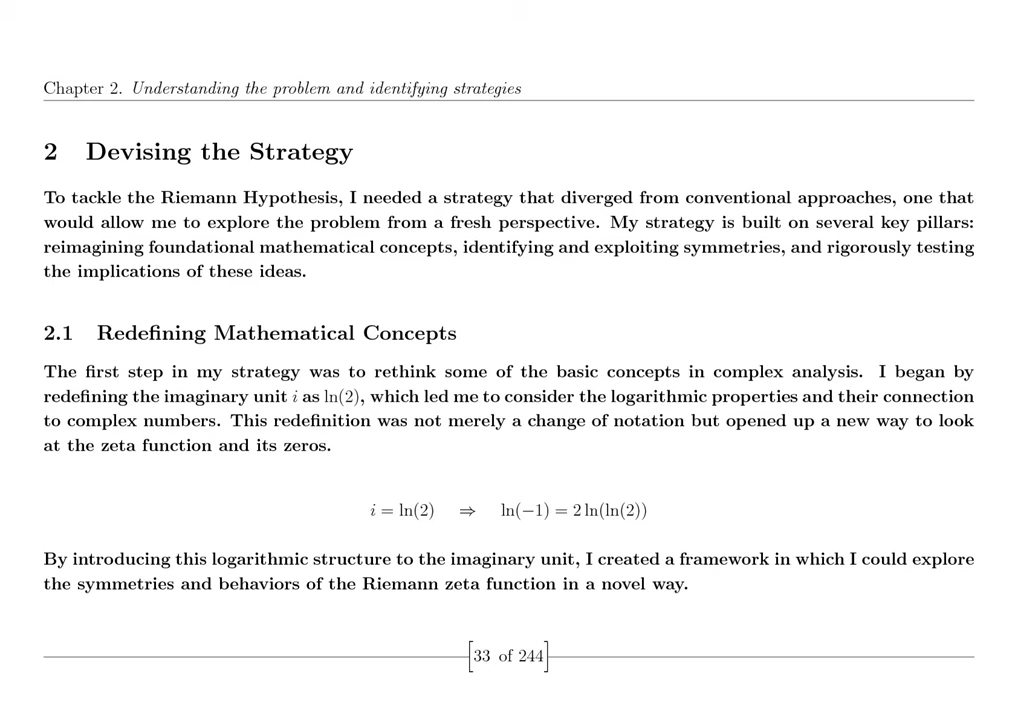 Chapter 2. Understanding the problem and identifying strategies
2 Devising the Strategy
To tackle the Riemann Hypothesis, I needed a strategy that diverged from conventional approaches, one that
would allow me to explore the problem from a fresh perspective. My strategy is built on several key pillars:
reimagining foundational mathematical concepts, identifying and exploiting symmetries, and rigorously testing
the implications of these ideas.
2.1 Redefining Mathematical Concepts
The first step in my strategy was to rethink some of the basic concepts in complex analysis. I began by
redefining the imaginary unit i as ln(2), which led me to consider the logarithmic properties and their connection
to complex numbers. This redefinition was not merely a change of notation but opened up a new way to look
at the zeta function and its zeros.
i = ln(2) ⇒ ln(−1) = 2 ln(ln(2))
By introducing this logarithmic structure to the imaginary unit, I created a framework in which I could explore
the symmetries and behaviors of the Riemann zeta function in a novel way.
[33 of 244]